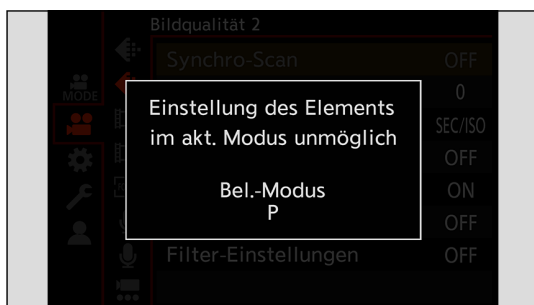 Bildqualität 2
Synchro-Scan OFF
MODE
0
SEC/ISO
OFF
ON
OFF
Filter-Einstellungen OFF
Einstellung des Elements
im akt. Modus unmöglich
Bel.-Modus
P